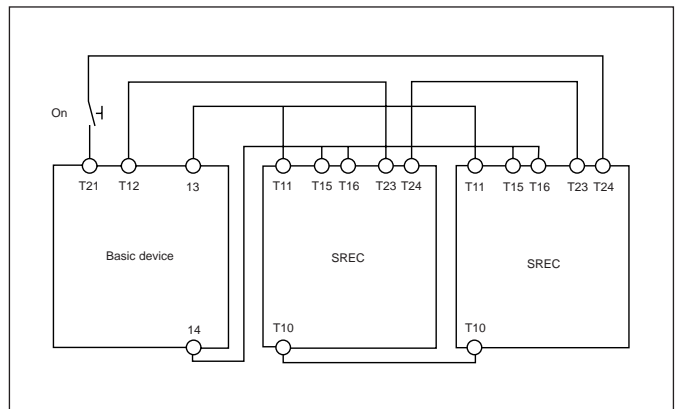 On
T21 T12 13 T11 T15 T16 T23 T24 T11 T15 T16 T23 T24
Basic device SREC SREC
14 T10 T10